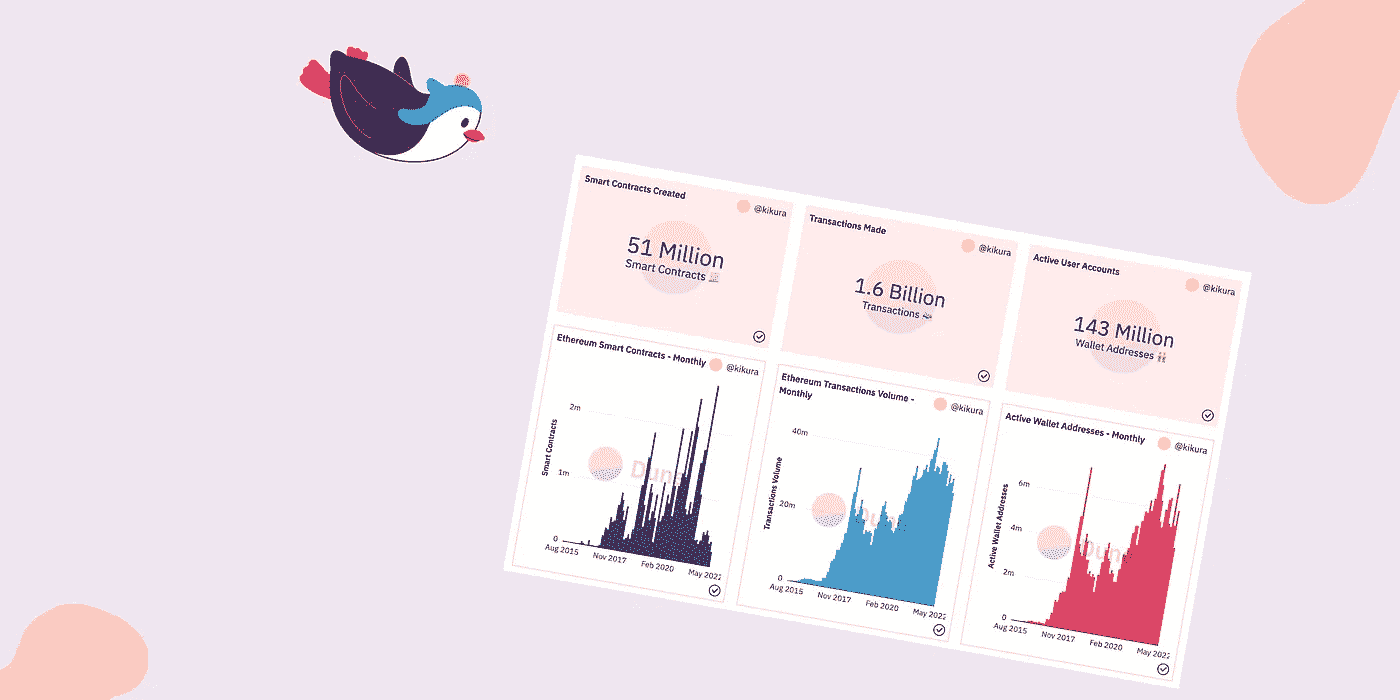 Smart Contracts Created
@kikura
51 Million
Smart Contracts
Transactions Made
@kikura
1.6 Billion
Transactions
Active User Accounts
@kikura
143 Million
Wallet Addresses
Ethereum Smart Contracts - Monthly
@kikura
Smart Contracts
2m
1m
0
Aug 2015
Nov 2017
Feb 2020
May 2022
Dune
Ethereum Transactions Volume -
Monthly
@kikura
Transactions Volume
40m
20m
0
Aug 2015
Nov 2017
Feb 2020
May 2022
Active Wallet Addresses - Monthly
@kikura
Active Wallet Addresses
6m
4m
2m
0
Aug 2015
Nov 2017
Feb 2020
May 2022
Dune